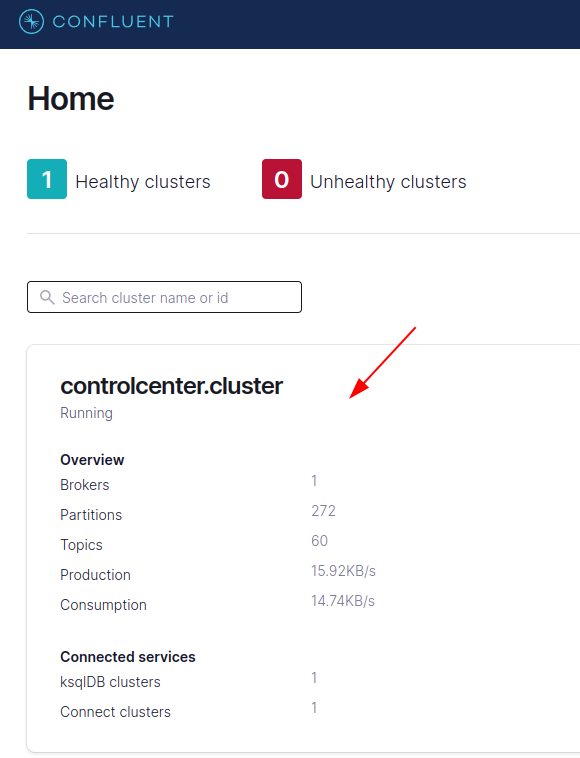 CONFLUENT
Home
1 Healthy clusters 0 Unhealthy clusters
Search cluster name or id
controlcenter.cluster
Running
Overview
Brokers 1
Partitions 272
Topics 60
Production 15.92KB/s
Consumption 14.74KB/s
Connected services
ksqlDB clusters 1
Connect clusters 1